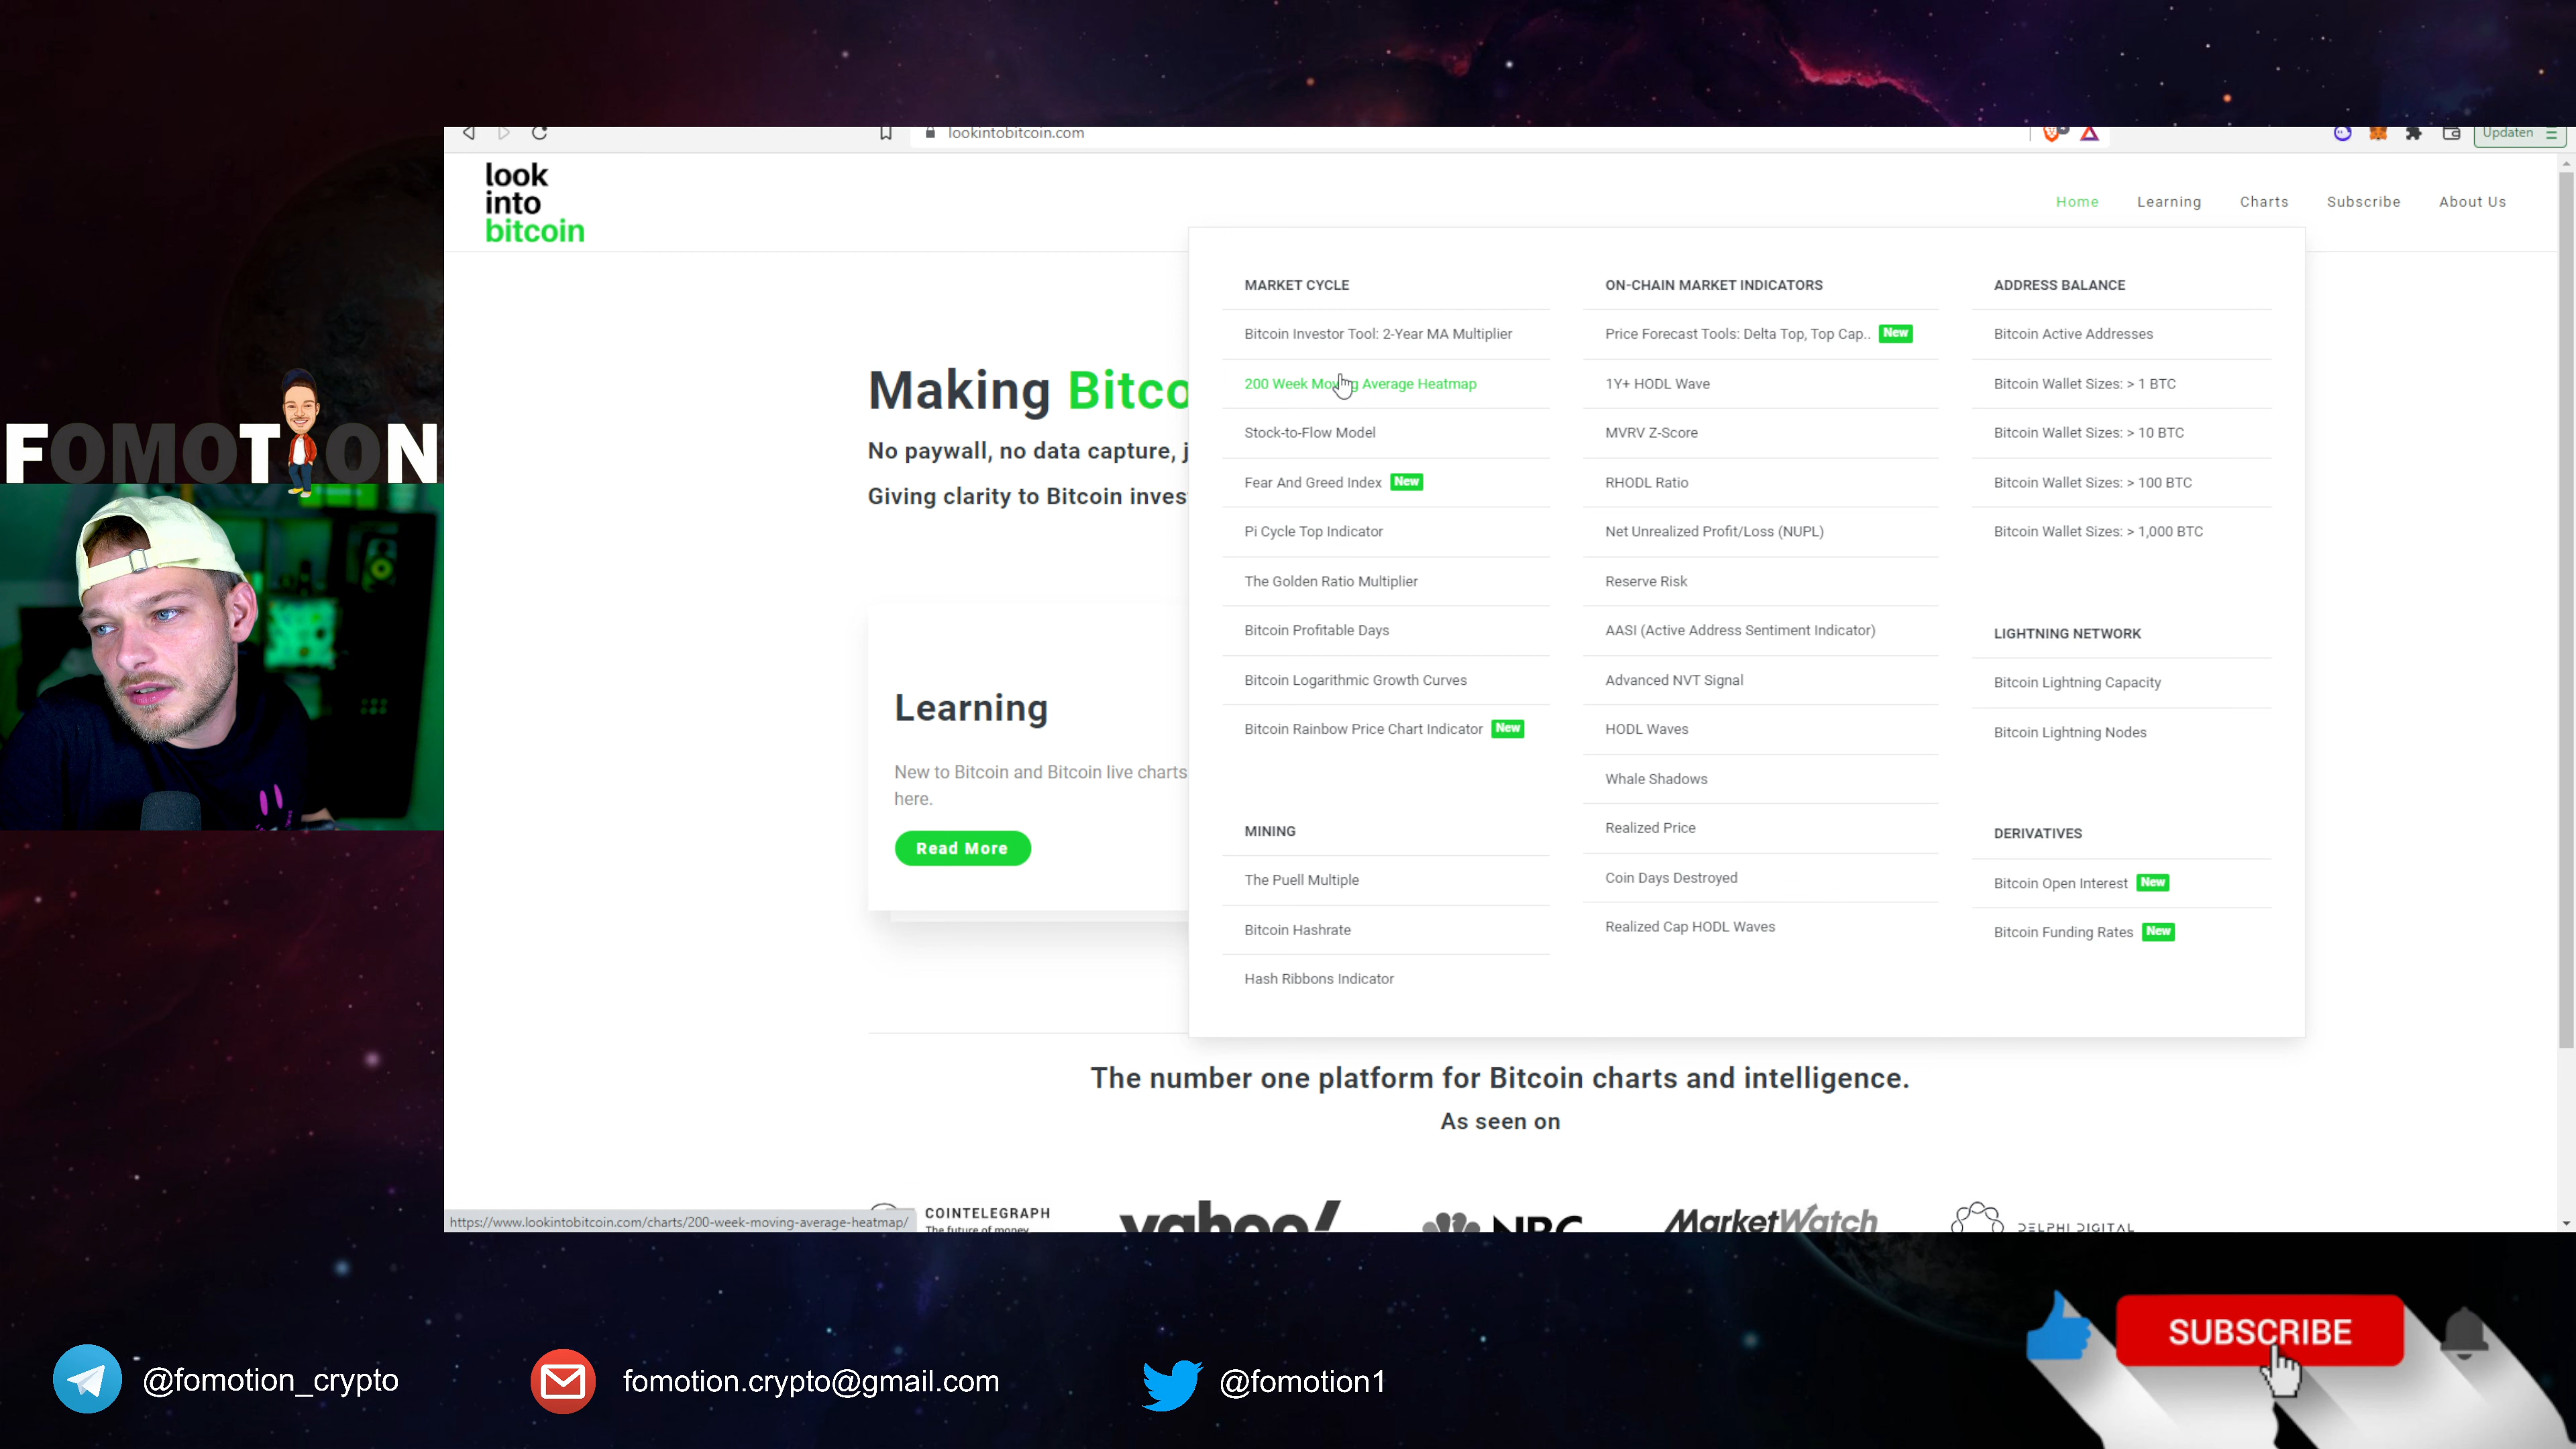 lookintobitcoin.com
Updaten
look
into
bitcoin
Home
Learning
Charts
Subscribe
About Us
FOMOTION
Making Bitco
No paywall, no data capture, j
Giving clarity to Bitcoin inves
Learning
New to Bitcoin and Bitcoin live charts
here.
Read More
MARKET CYCLE
Bitcoin Investor Tool: 2-Year MA Multiplier
200 Week Moving Average Heatmap
Stock-to-Flow Model
Fear And Greed Index New
Pi Cycle Top Indicator
The Golden Ratio Multiplier
Bitcoin Profitable Days
Bitcoin Logarithmic Growth Curves
Bitcoin Rainbow Price Chart Indicator New
MINING
The Puell Multiple
Bitcoin Hashrate
Hash Ribbons Indicator
ON-CHAIN MARKET INDICATORS
Price Forecast Tools: Delta Top, Top Cap.. New
1Y+ HODL Wave
MVRV Z-Score
RHODL Ratio
Net Unrealized Profit/Loss (NUPL)
Reserve Risk
AASI (Active Address Sentiment Indicator)
Advanced NVT Signal
HODL Waves
Whale Shadows
Realized Price
Coin Days Destroyed
Realized Cap HODL Waves
ADDRESS BALANCE
Bitcoin Active Addresses
Bitcoin Wallet Sizes: > 1 BTC
Bitcoin Wallet Sizes: > 10 BTC
Bitcoin Wallet Sizes: > 100 BTC
Bitcoin Wallet Sizes: > 1,000 BTC
LIGHTNING NETWORK
Bitcoin Lightning Capacity
Bitcoin Lightning Nodes
DERIVATIVES
Bitcoin Open Interest New
Bitcoin Funding Rates New
The number one platform for Bitcoin charts and intelligence.
As seen on
COINTELEGRAPH
The future of money
yahoo!
NBC
MarketWatch
DELPHI DIGITAL
https://www.lookintobitcoin.com/charts/200-week-moving-average-heatmap/
@fomotion_crypto
fomotion.crypto@gmail.com
@fomotion1
SUBSCRIBE